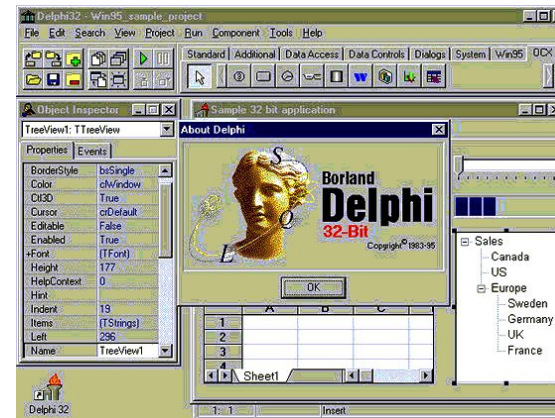 Delphi32 - Win95_sample_project
File Edit Search View Project Run Component Tools Help
Standard Additional Data Access Data Controls Dialogs System Win95 OCX
Object Inspector
TreeView1: TTreeView
Properties Events
BorderStyle bsSingle
Color clWindow
Ctl3D True
Cursor crDefault
Editable False
Enabled True
+Font (TFont)
Height 177
HelpContext 0
Hint
Indent 19
Items (TStrings)
Left 296
Name TreeView1
Delphi 32
Sample 32 bit application
About Delphi
S
Q
L
Borland
Delphi
32-Bit
Copyright© 1983-95
OK
A B C
1
2
3
4
Sheet1
Sales
Canada
US
Europe
Sweden
Germany
UK
France
1: 1 Insert